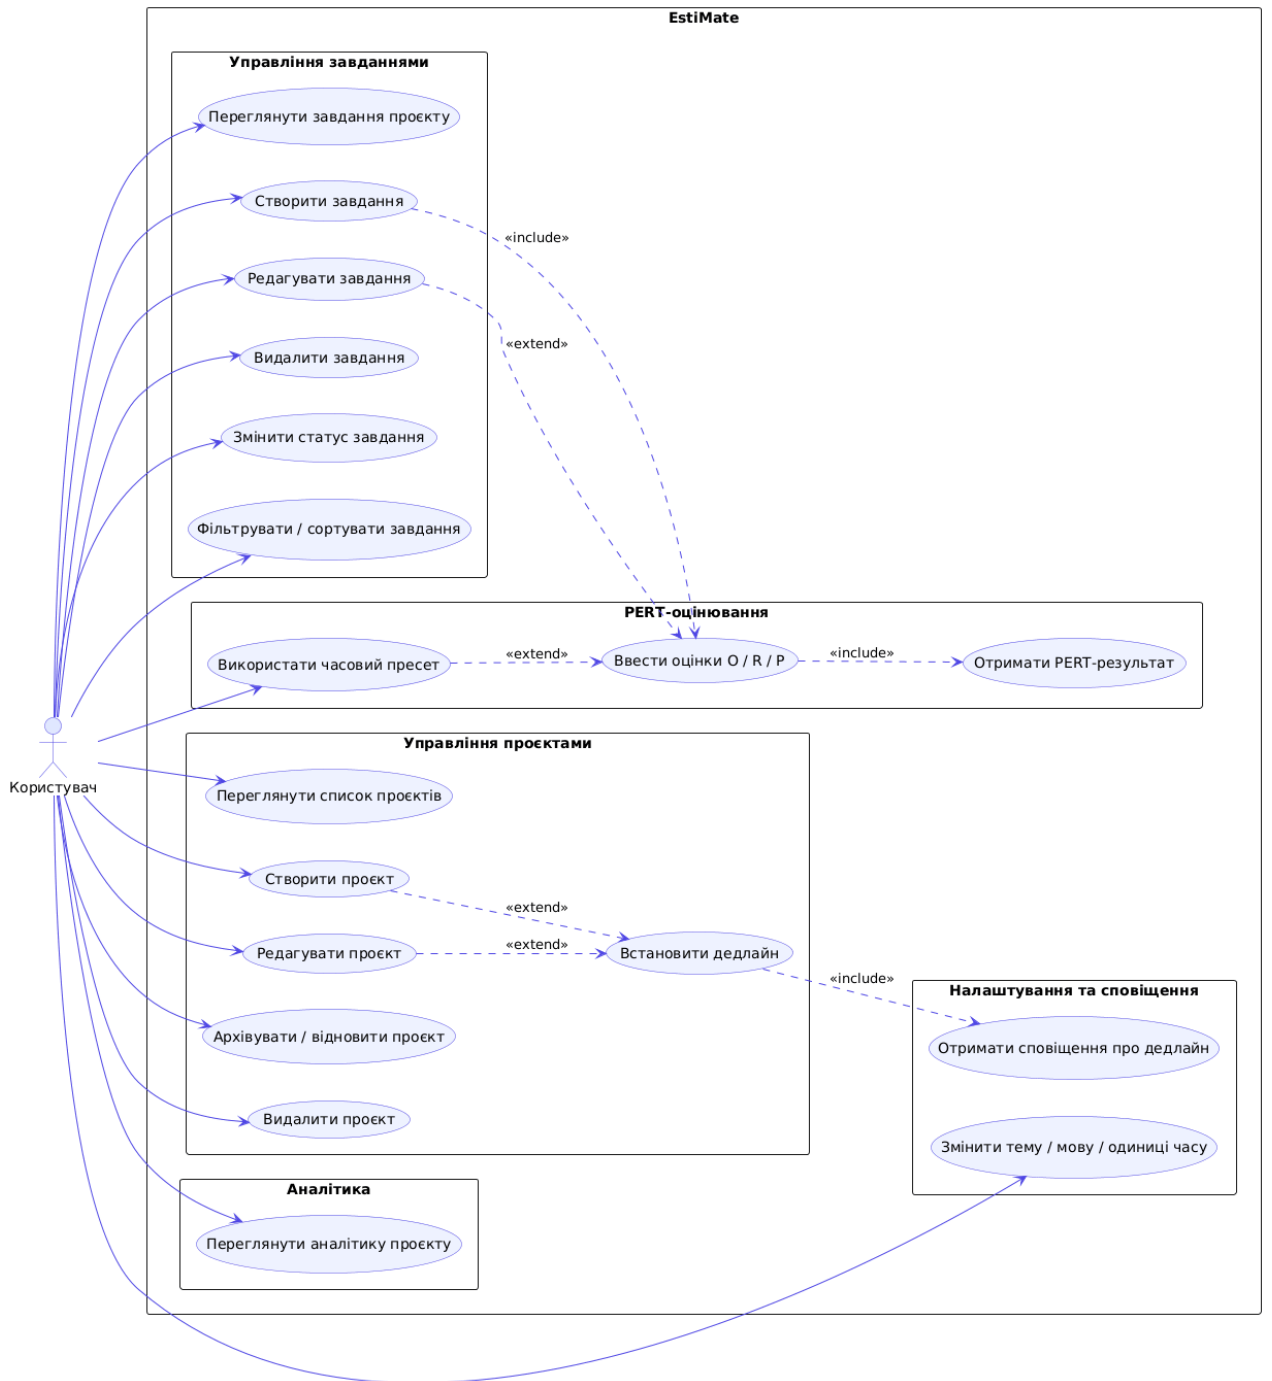 EstiMate
Управління завданнями
Переглянути завдання проєкту
Створити завдання
«include»
Редагувати завдання
«extend»
Видалити завдання
Змінити статус завдання
Фільтрувати / сортувати завдання
PERT-оцінювання
Використати часовий пресет
«extend»
Ввести оцінки O / R / P
«include»
Отримати PERT-результат
Користувач
Управління проєктами
Переглянути список проєктів
Створити проєкт
«extend»
Редагувати проєкт
«extend»
Встановити дедлайн
«include»
Архівувати / відновити проєкт
Видалити проєкт
Налаштування та сповіщення
Отримати сповіщення про дедлайн
Змінити тему / мову / одиниці часу
Аналітика
Переглянути аналітику проєкту